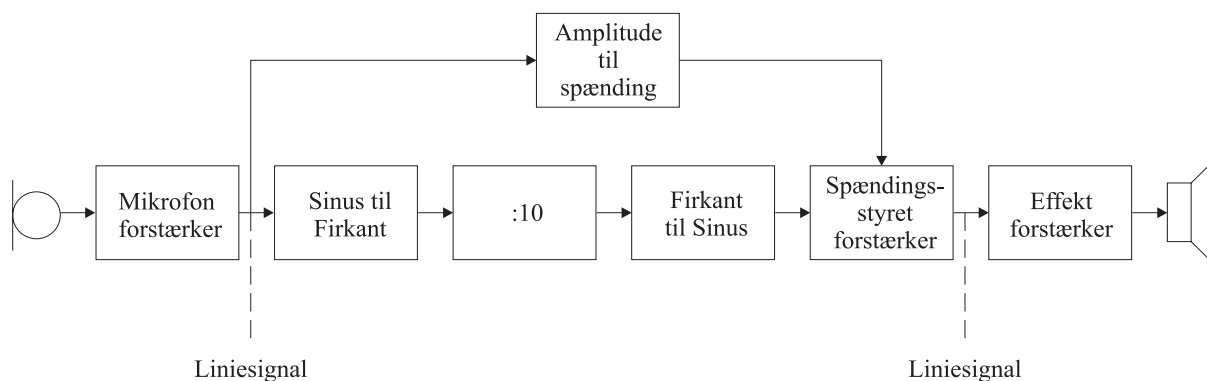 Amplitude
til
spænding
Mikrofon
forstærker
Sinus til
Firkant
:10
Firkant
til Sinus
Spændings-
styret
forstærker
Effekt
forstærker
Liniesignal
Liniesignal